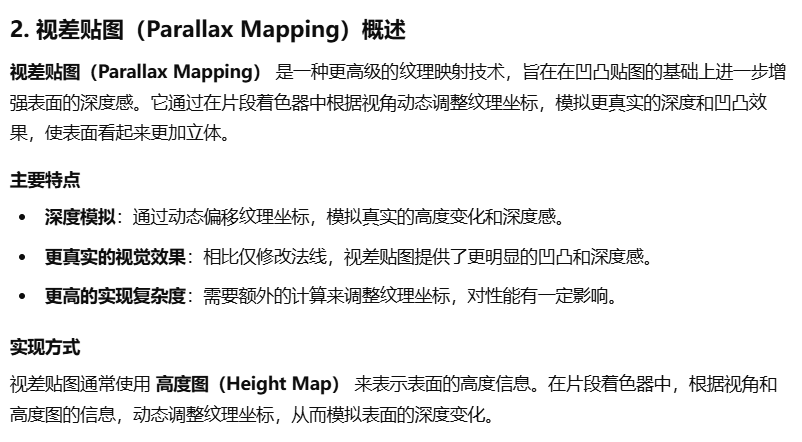 2. 视差贴图（Parallax Mapping）概述
视差贴图（Parallax Mapping） 是一种更高级的纹理映射技术，旨在在凹凸贴图的基础上进一步增
强表面的深度感。它通过在片段着色器中根据视角动态调整纹理坐标，模拟更真实的深度和凹凸效
果，使表面看起来更加立体。
主要特点
• 深度模拟：通过动态偏移纹理坐标，模拟真实的高度变化和深度感。
• 更真实的视觉效果：相比仅修改法线，视差贴图提供了更明显的凹凸和深度感。
• 更高的实现复杂度：需要额外的计算来调整纹理坐标，对性能有一定影响。
实现方式
视差贴图通常使用 高度图（Height Map） 来表示表面的高度信息。在片段着色器中，根据视角和
高度图的信息，动态调整纹理坐标，从而模拟表面的深度变化。